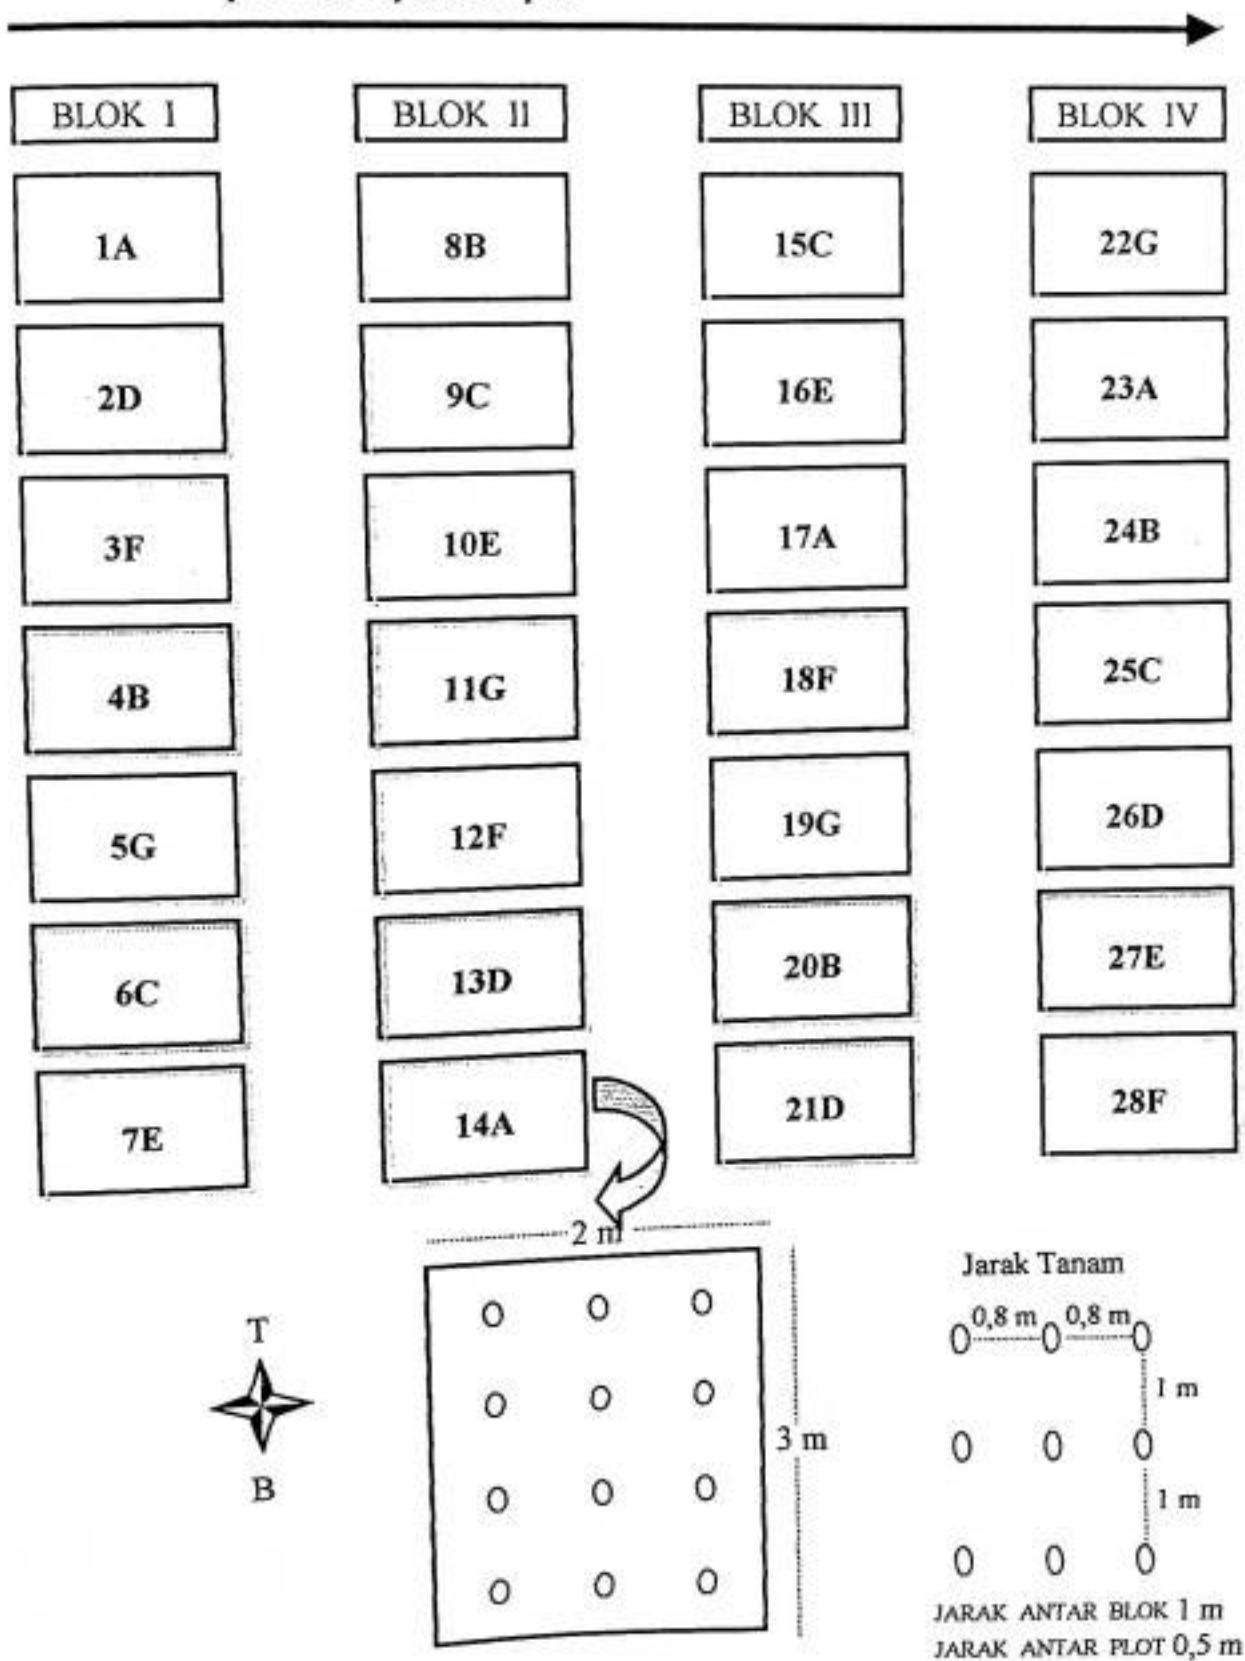 BLOK I BLOK II BLOK III BLOK IV
1A 8B 15C 22G
2D 9C 16E 23A
3F 10E 17A 24B
4B 11G 18F 25C
5G 12F 19G 26D
6C 13D 20B 27E
7E 14A 21D 28F
2 m
3 m
T
B
Jarak Tanam
0,8 m 0,8 m
1 m
1 m
JARAK ANTAR BLOK 1 m
JARAK ANTAR PLOT 0,5 m